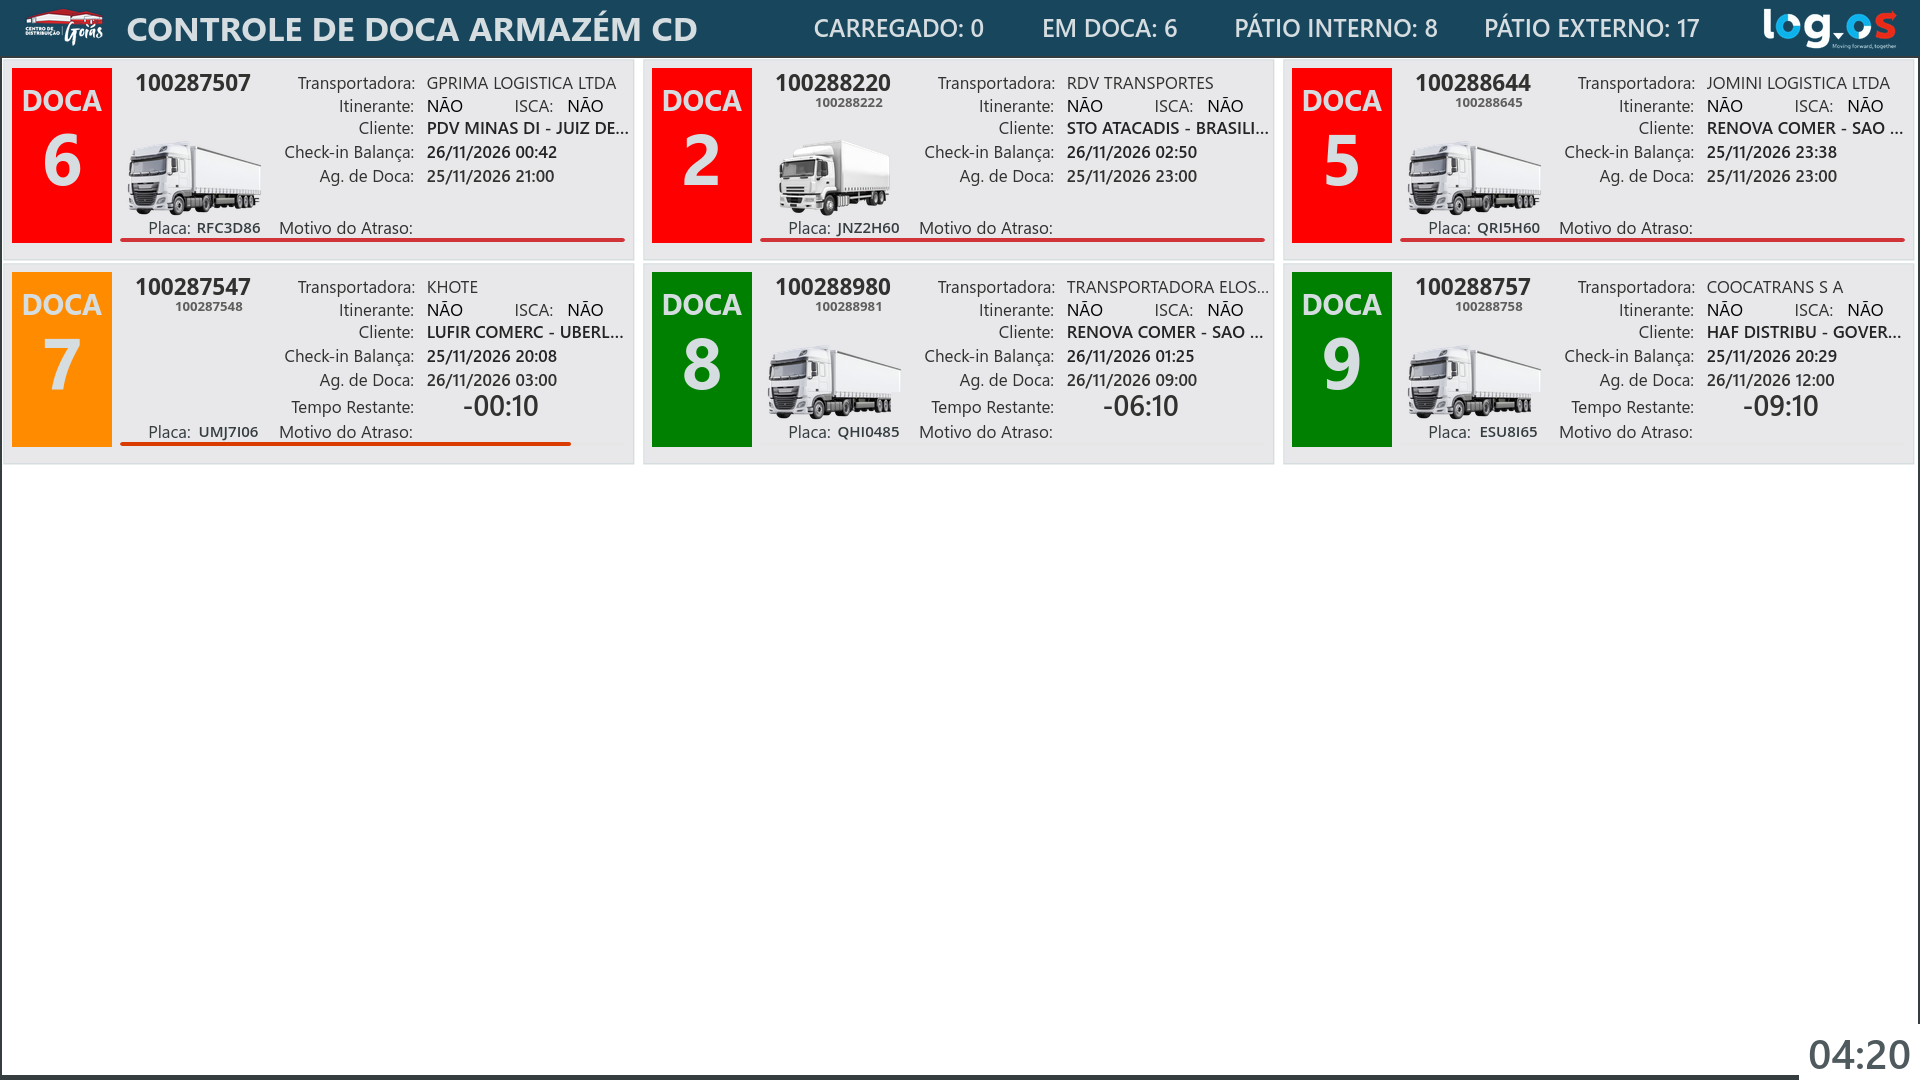 CENTRO DE DISTRIBUIÇÃO Goiás
CONTROLE DE DOCA ARMAZÉM CD
CARREGADO: 0
EM DOCA: 6
PÁTIO INTERNO: 8
PÁTIO EXTERNO: 17
log.os
Moving forward, together
DOCA
6
100287507
Transportadora: GPRIMA LOGISTICA LTDA
Itinerante: NÃO ISCA: NÃO
Cliente: PDV MINAS DI - JUIZ DE...
Check-in Balança: 26/11/2026 00:42
Ag. de Doca: 25/11/2026 21:00
Placa: RFC3D86 Motivo do Atraso:
DOCA
2
100288220
100288222
Transportadora: RDV TRANSPORTES
Itinerante: NÃO ISCA: NÃO
Cliente: STO ATACADIS - BRASILI...
Check-in Balança: 26/11/2026 02:50
Ag. de Doca: 25/11/2026 23:00
Placa: JNZ2H60 Motivo do Atraso:
DOCA
5
100288644
100288645
Transportadora: JOMINI LOGISTICA LTDA
Itinerante: NÃO ISCA: NÃO
Cliente: RENOVA COMER - SAO ...
Check-in Balança: 25/11/2026 23:38
Ag. de Doca: 25/11/2026 23:00
Placa: QRI5H60 Motivo do Atraso:
DOCA
7
100287547
100287548
Transportadora: KHOTE
Itinerante: NÃO ISCA: NÃO
Cliente: LUFIR COMERC - UBERL...
Check-in Balança: 25/11/2026 20:08
Ag. de Doca: 26/11/2026 03:00
Tempo Restante: -00:10
Placa: UMJ7I06 Motivo do Atraso:
DOCA
8
100288980
100288981
Transportadora: TRANSPORTADORA ELOS...
Itinerante: NÃO ISCA: NÃO
Cliente: RENOVA COMER - SAO ...
Check-in Balança: 26/11/2026 01:25
Ag. de Doca: 26/11/2026 09:00
Tempo Restante: -06:10
Placa: QHI0485 Motivo do Atraso:
DOCA
9
100288757
100288758
Transportadora: COOCATRANS S A
Itinerante: NÃO ISCA: NÃO
Cliente: HAF DISTRIBU - GOVER...
Check-in Balança: 25/11/2026 20:29
Ag. de Doca: 26/11/2026 12:00
Tempo Restante: -09:10
Placa: ESU8I65 Motivo do Atraso:
04:20